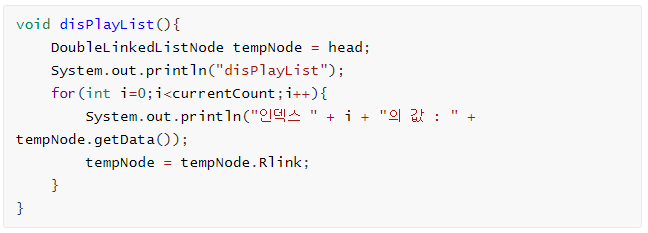 void disPlayList(){
    DoubleLinkedListNode tempNode = head;
    System.out.println("disPlayList");
    for(int i=0;i<currentCount;i++){
        System.out.println("인덱스 " + i + "의 값 : " +
tempNode.getData());
        tempNode = tempNode.Rlink;
    }
}